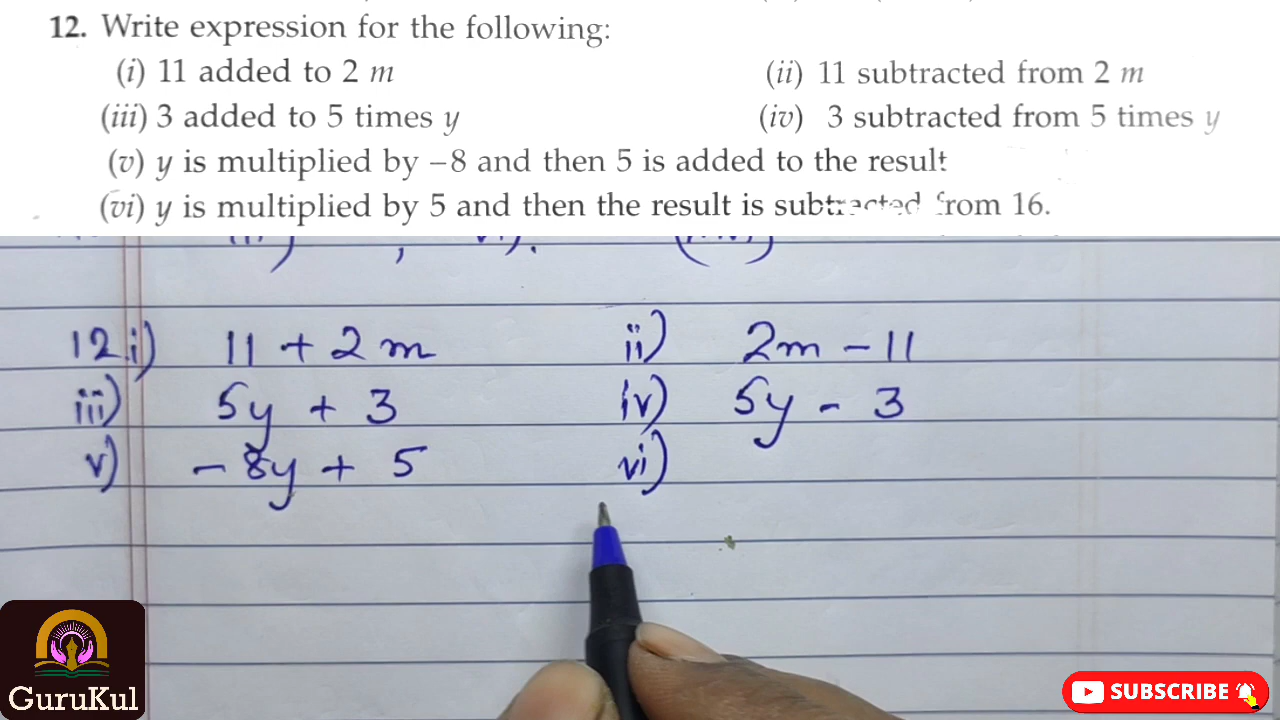 12. Write expression for the following:
(i) 11 added to 2 m (ii) 11 subtracted from 2 m
(iii) 3 added to 5 times y (iv) 3 subtracted from 5 times y
(v) y is multiplied by –8 and then 5 is added to the result
(vi) y is multiplied by 5 and then the result is subtracted from 16.
12.i) 11 + 2m ii) 2m - 11
iii) 5y + 3 iv) 5y - 3
v) - 8y + 5 vi)
GuruKul
SUBSCRIBE